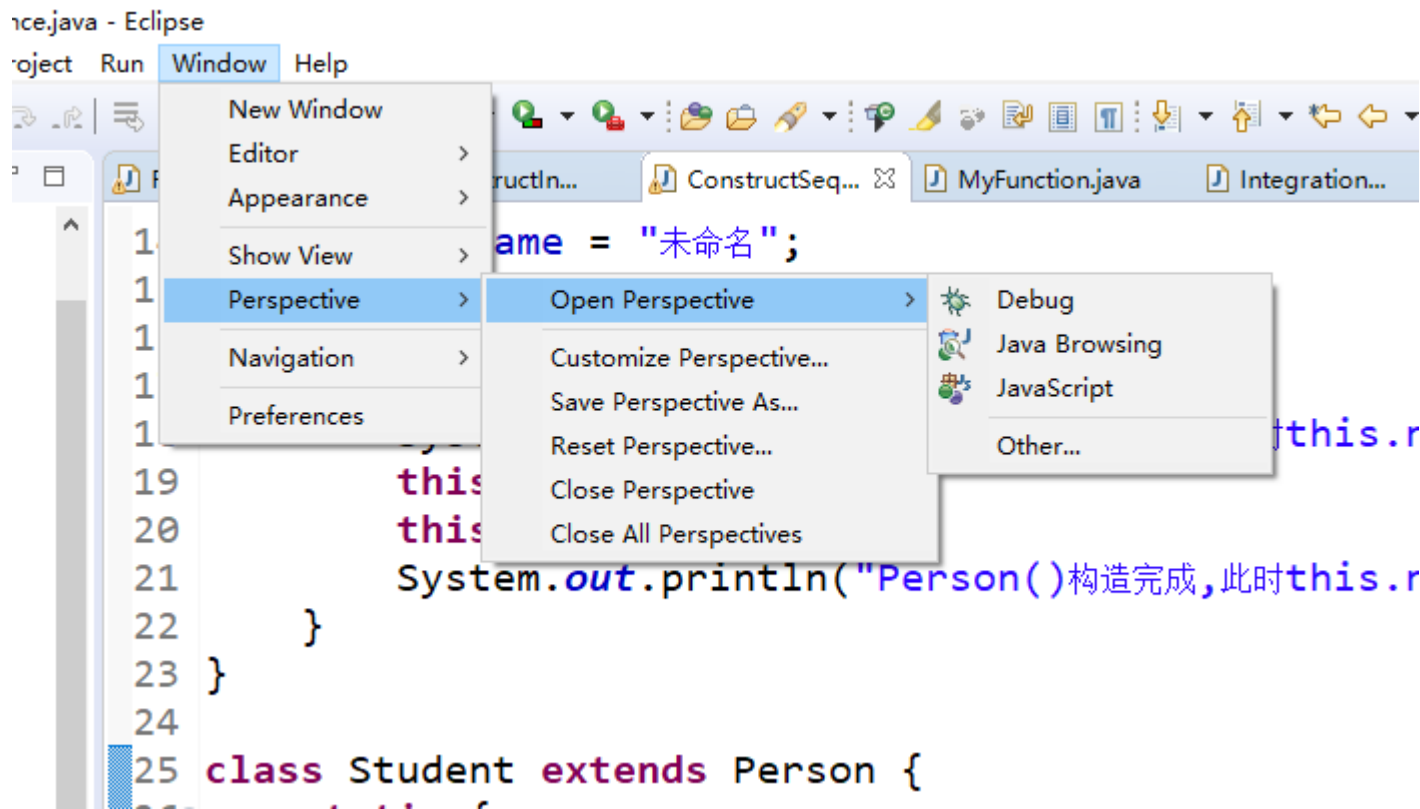 nce.java - Eclipse
roject Run Window Help
New Window
Editor
Appearance
Show View
Perspective
Navigation
Preferences
Open Perspective
Customize Perspective...
Save Perspective As...
Reset Perspective...
Close Perspective
Close All Perspectives
Debug
Java Browsing
JavaScript
Other...
ructIn... ConstructSeq... MyFunction.java Integration...
ame = "未命名";
this.r
19 this
20 this
21 System.out.println("Person()构造完成,此时this.r
22 }
23 }
24
25 class Student extends Person {